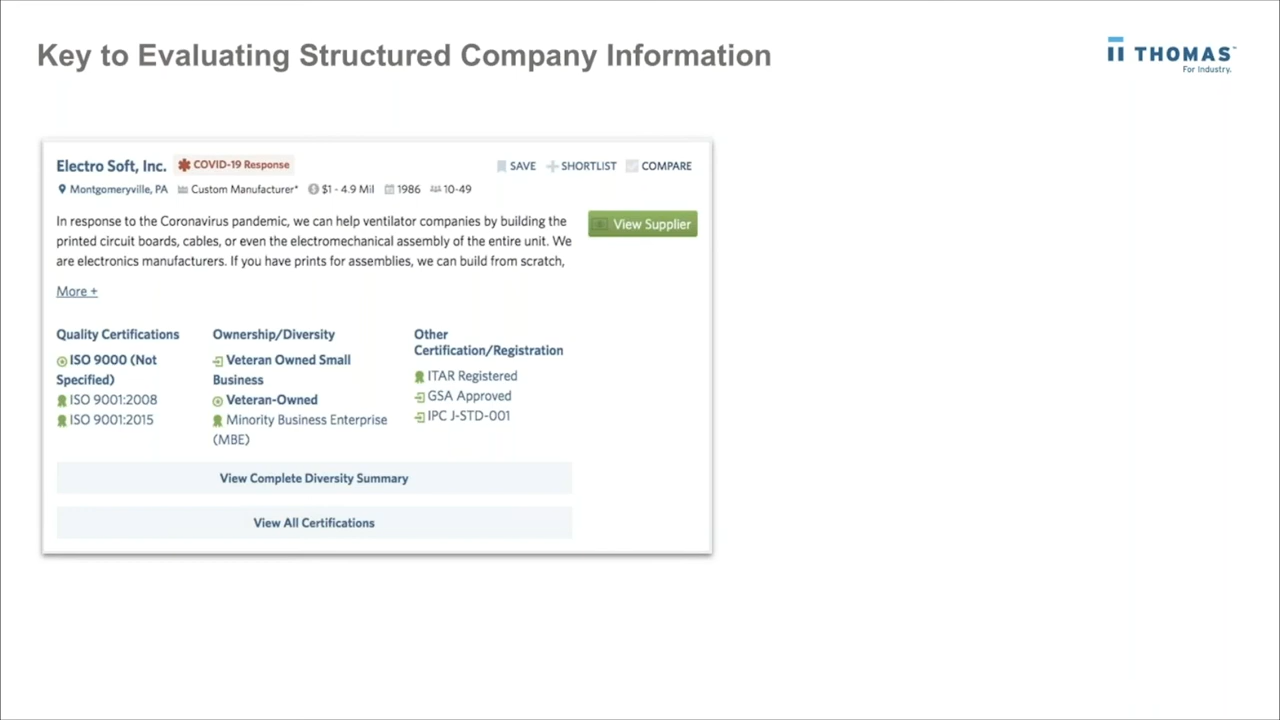 Key to Evaluating Structured Company Information
THOMAS™
For Industry.
Electro Soft, Inc. COVID-19 Response
SAVE SHORTLIST COMPARE
Montgomeryville, PA Custom Manufacturer* $1 - 4.9 Mil 1986 10-49
In response to the Coronavirus pandemic, we can help ventilator companies by building the
printed circuit boards, cables, or even the electromechanical assembly of the entire unit. We
are electronics manufacturers. If you have prints for assemblies, we can build from scratch,
View Supplier
More +
Quality Certifications
ISO 9000 (Not
Specified)
ISO 9001:2008
ISO 9001:2015
Ownership/Diversity
Veteran Owned Small
Business
Veteran-Owned
Minority Business Enterprise
(MBE)
Other
Certification/Registration
ITAR Registered
GSA Approved
IPC J-STD-001
View Complete Diversity Summary
View All Certifications